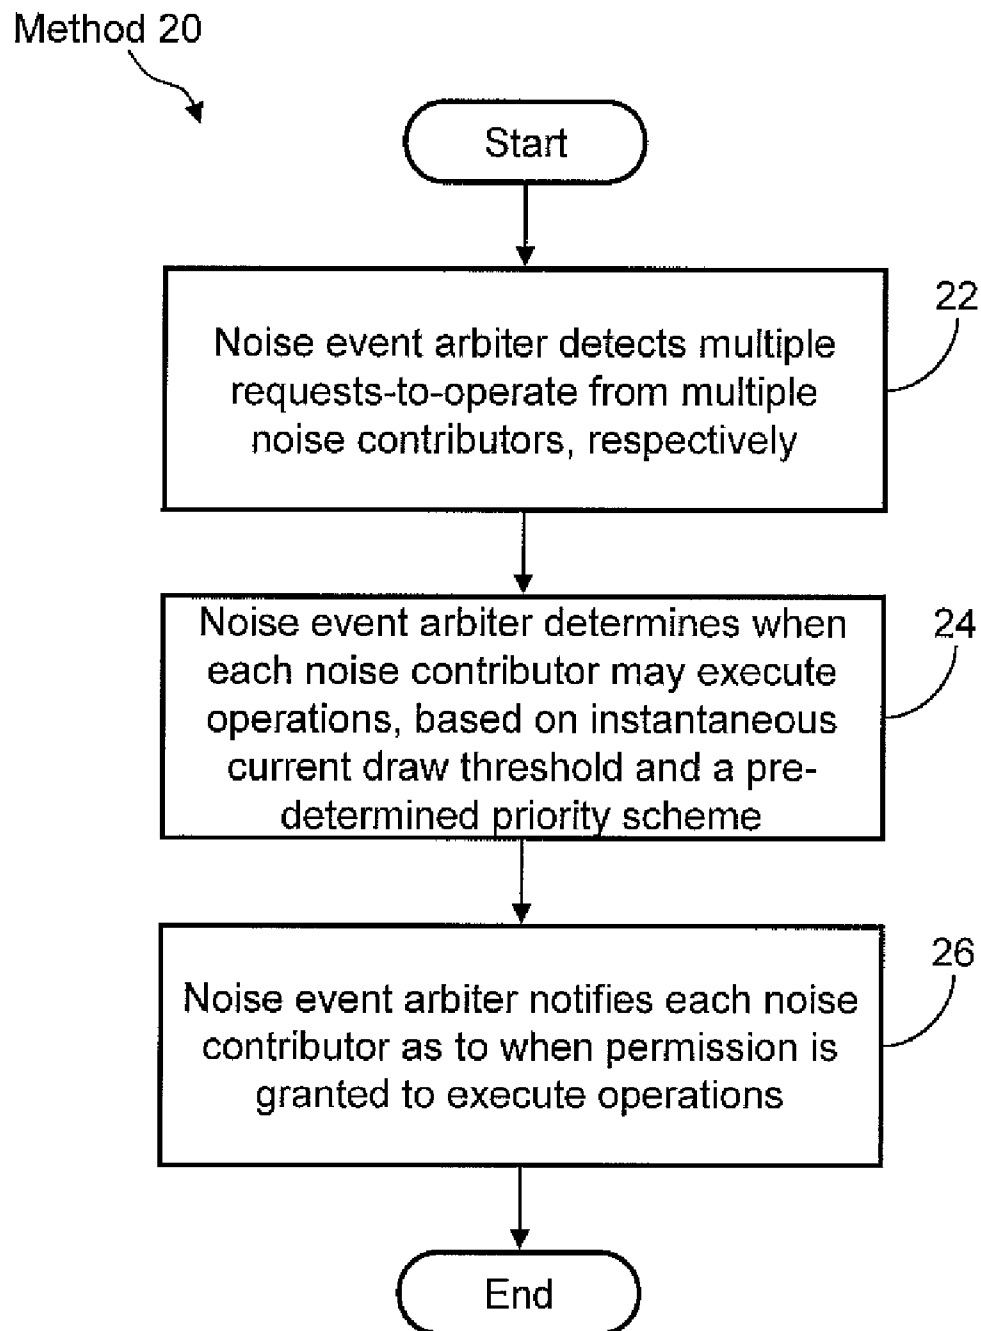 Method 20
Start
22
Noise event arbiter detects multiple
requests-to-operate from multiple
noise contributors, respectively
24
Noise event arbiter determines when
each noise contributor may execute
operations, based on instantaneous
current draw threshold and a pre-
determined priority scheme
26
Noise event arbiter notifies each noise
contributor as to when permission is
granted to execute operations
End